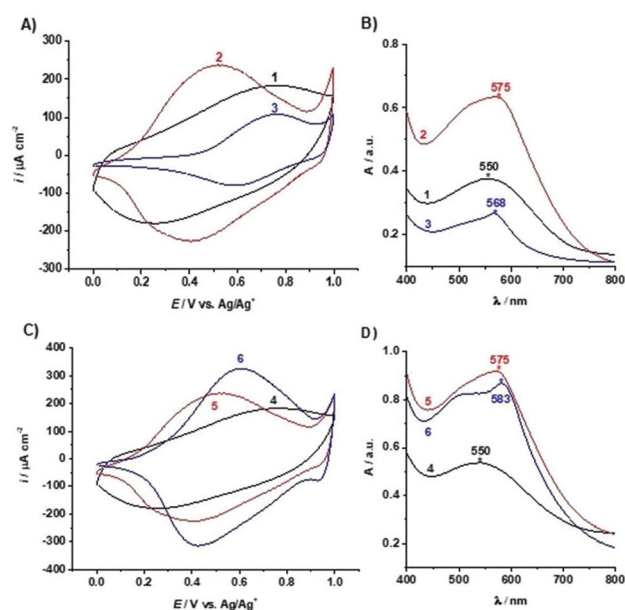 A)
300
200
100
0
-100
-200
-300
i / µA cm⁻²
2
1
3
0.0 0.2 0.4 0.6 0.8 1.0
E / V vs. Ag/Ag⁺
B)
0.8
0.6
0.4
0.2
A / a.u.
575
2
550
1
568
3
400 500 600 700 800
λ / nm
C)
400
300
200
100
0
-100
-200
-300
-400
i / µA cm⁻²
6
5
4
0.0 0.2 0.4 0.6 0.8 1.0
E / V vs. Ag/Ag⁺
D)
1.0
0.8
0.6
0.4
0.2
A / a.u.
575
5
583
6
550
4
400 500 600 700 800
λ / nm